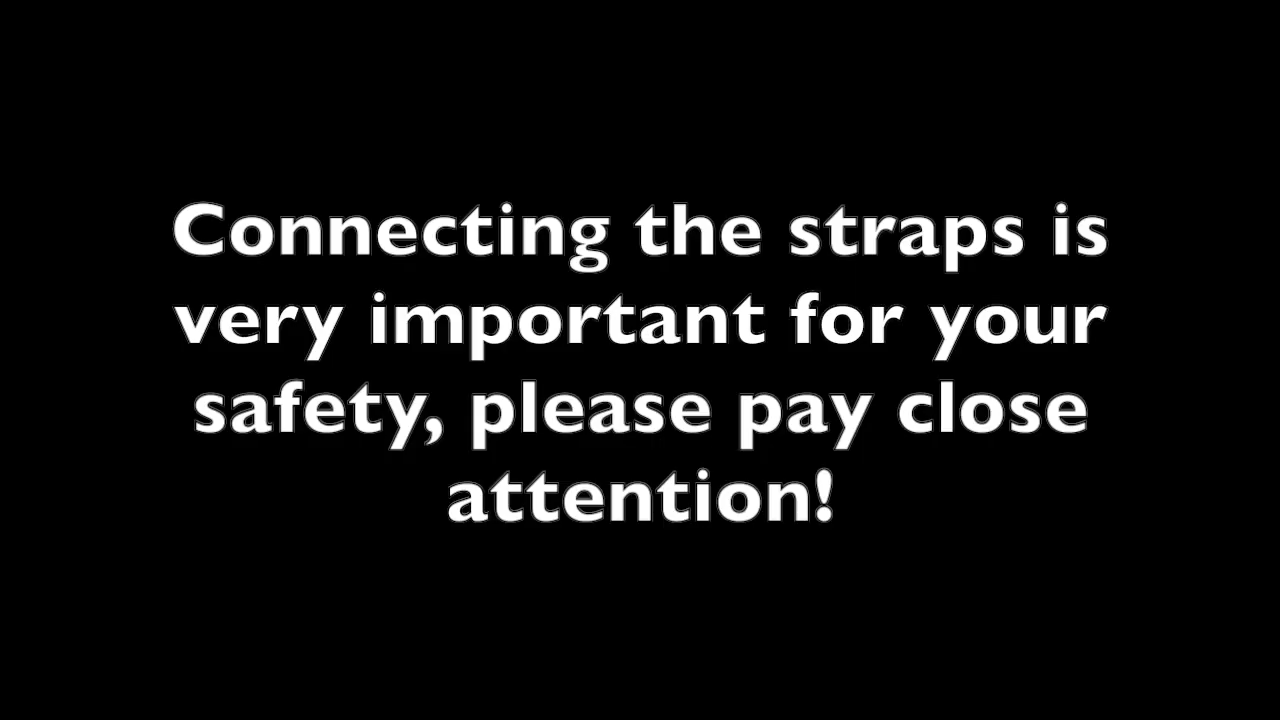 Connecting the straps is
very important for your
safety, please pay close
attention!